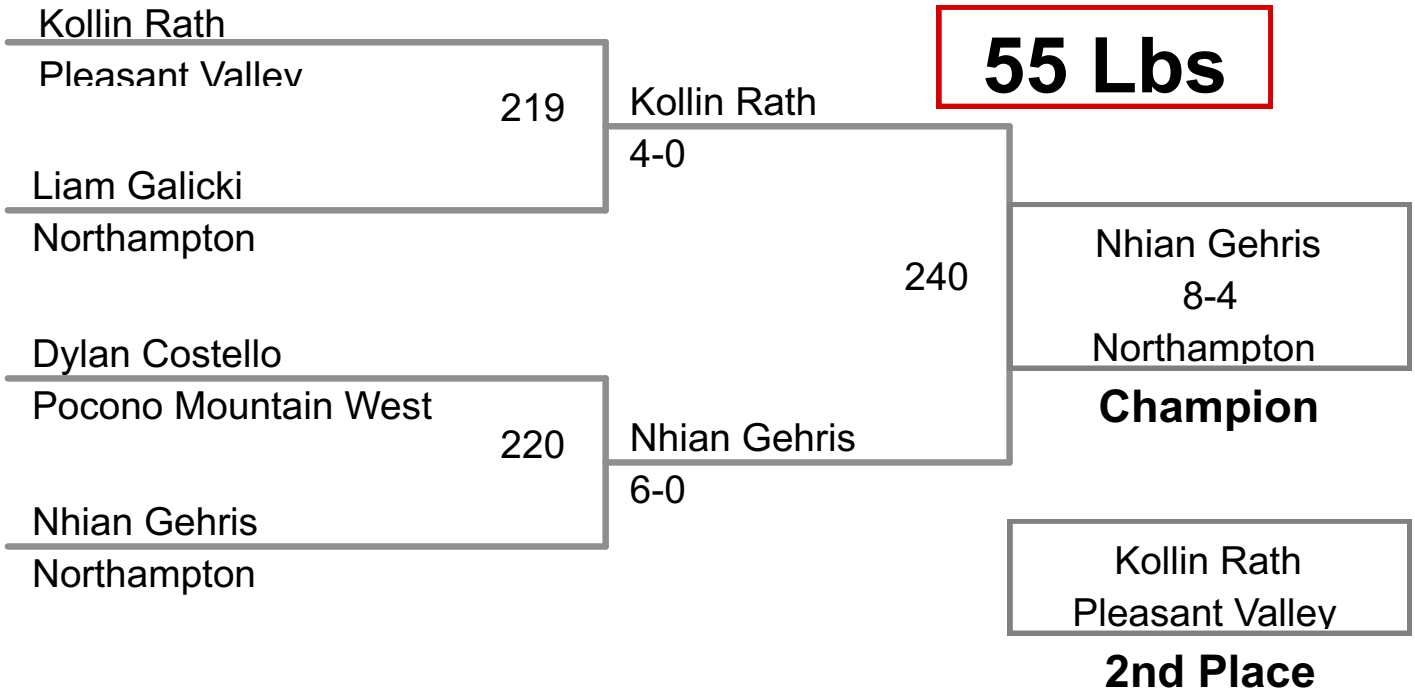 Kollin Rath
Pleasant Valley
219
Liam Galicki
Northampton
Dylan Costello
Pocono Mountain West
220
Nhian Gehris
Northampton
Kollin Rath
4-0
240
Nhian Gehris
6-0
55 Lbs
Nhian Gehris
8-4
Northampton
Champion
Kollin Rath
Pleasant Valley
2nd Place